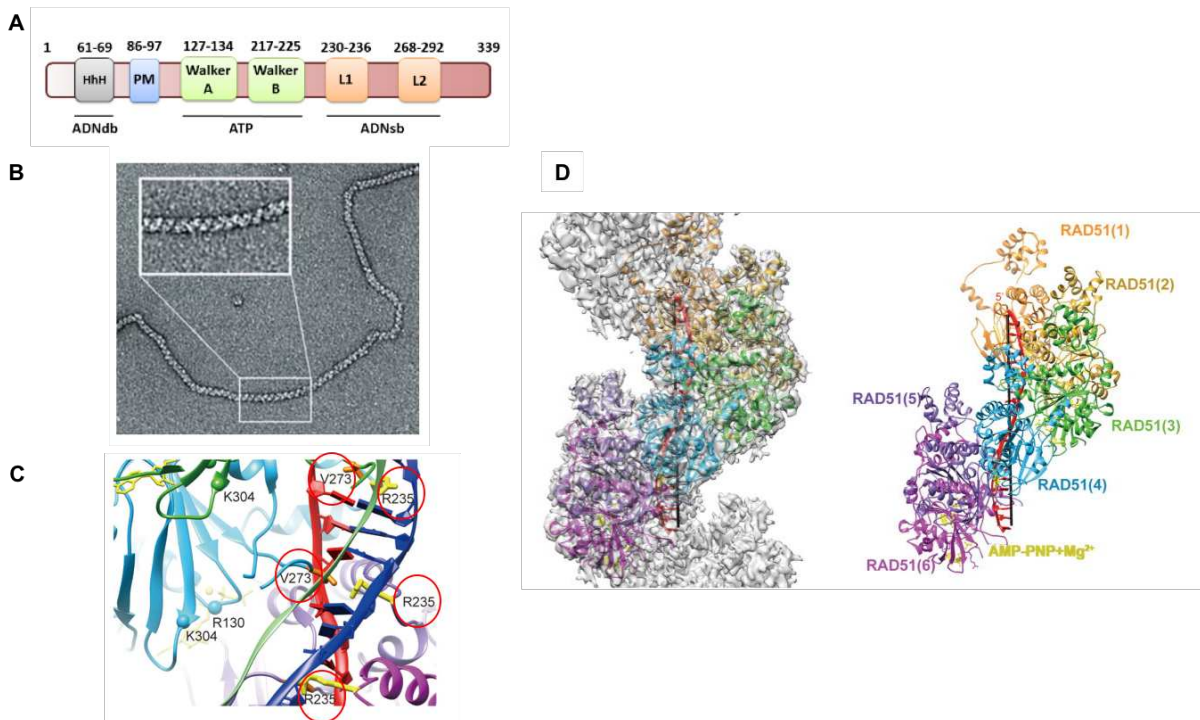 A
1 61-69 86-97 127-134 217-225 230-236 268-292 339
HhH PM Walker A Walker B L1 L2
ADNdb ATP ADNsb
B
C
K304
V273
R235
V273
R235
R130
K304
R235
D
RAD51(1)
RAD51(2)
5'
RAD51(5)
RAD51(3)
RAD51(4)
AMP-PNP+Mg²⁺
RAD51(6)